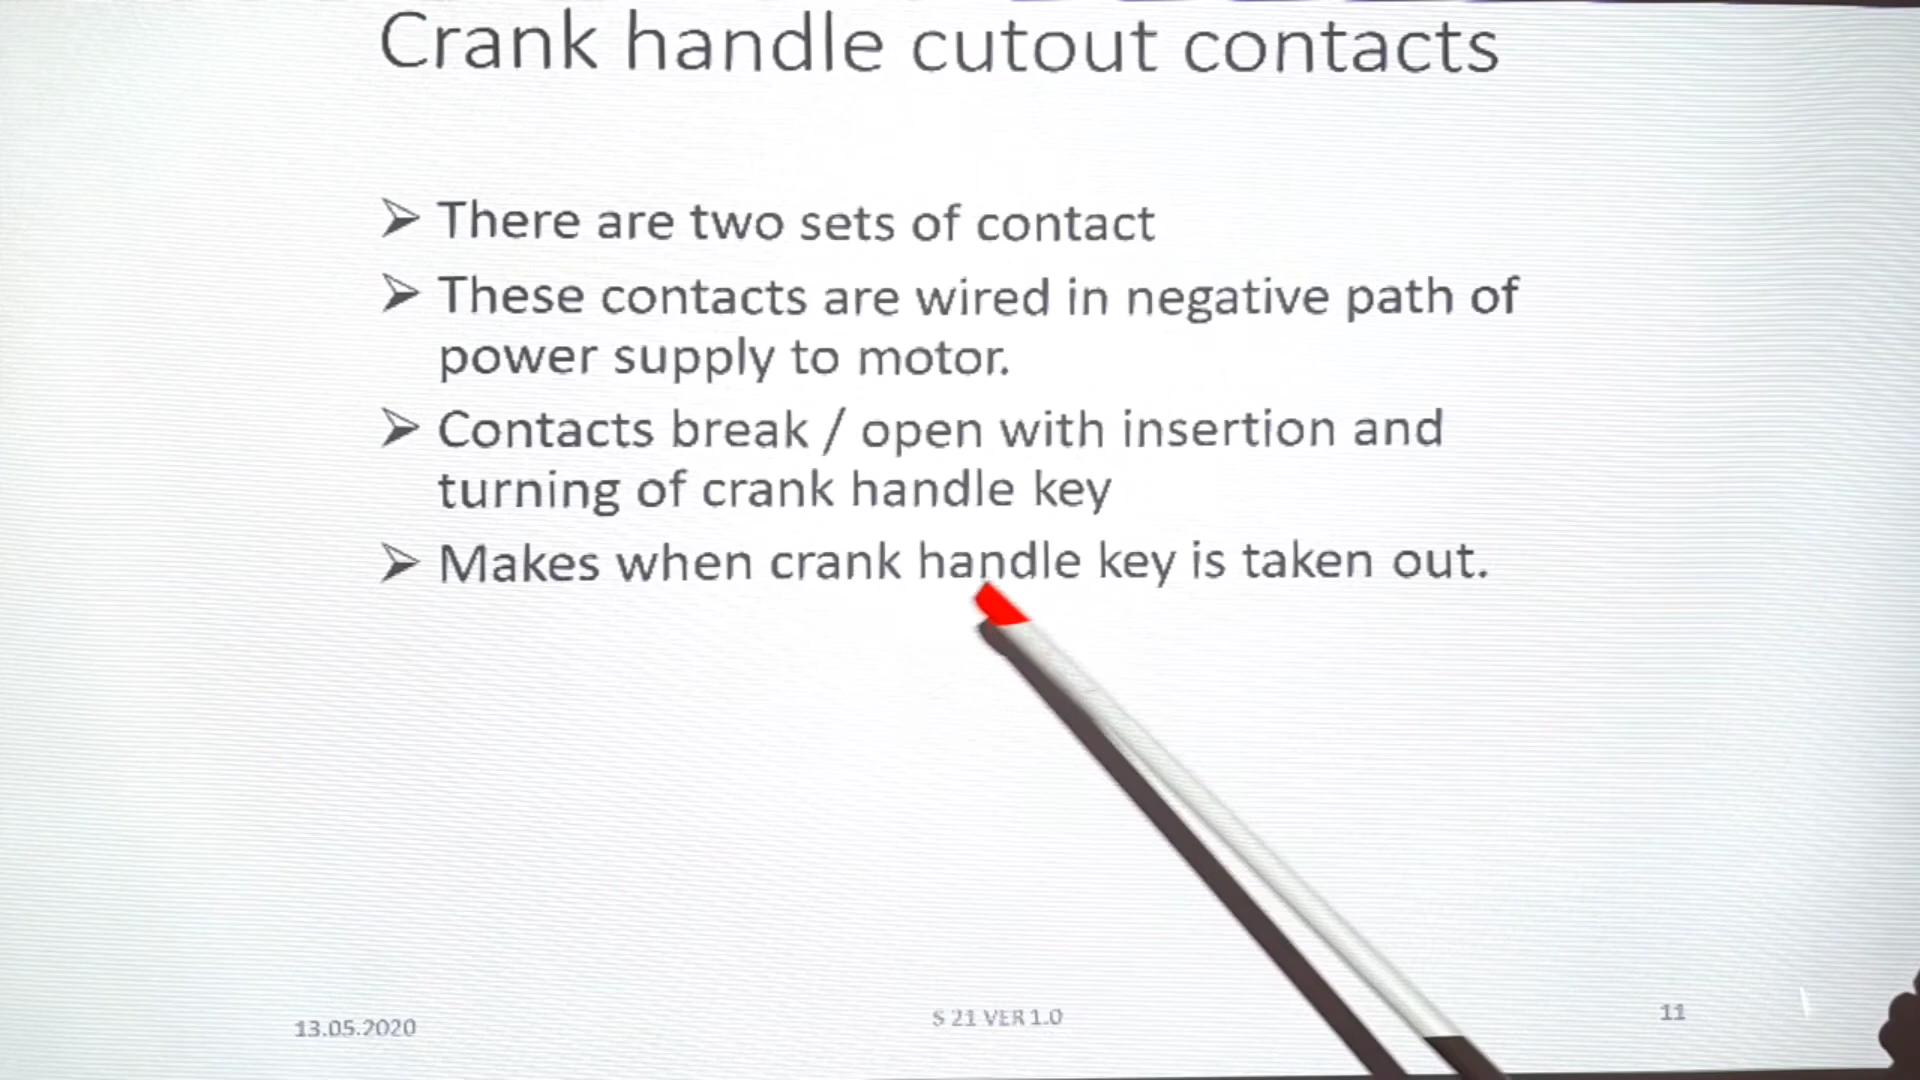 Crank handle cutout contacts
➢ There are two sets of contact
➢ These contacts are wired in negative path of
power supply to motor.
➢ Contacts break / open with insertion and
turning of crank handle key
➢ Makes when crank handle key is taken out.
13.05.2020
S 21 VER 1.0
11